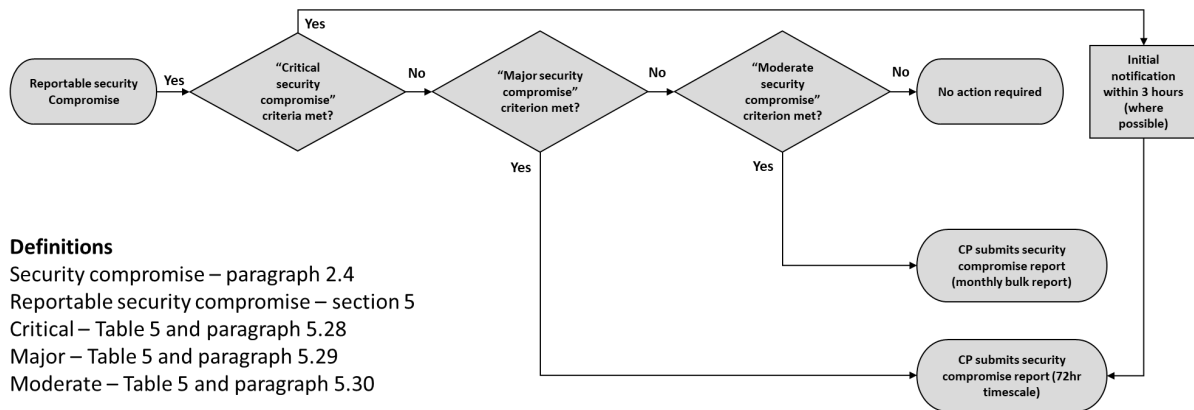 Yes
Reportable security
Compromise
Yes
“Critical
security
compromise”
criteria met?
No
“Major security
compromise”
criterion met?
No
“Moderate
security
compromise”
criterion met?
No
No action required
Initial
notification
within 3 hours
(where
possible)
Yes
Yes
CP submits security
compromise report
(monthly bulk report)
CP submits security
compromise report (72hr
timescale)
Definitions
Security compromise – paragraph 2.4
Reportable security compromise – section 5
Critical – Table 5 and paragraph 5.28
Major – Table 5 and paragraph 5.29
Moderate – Table 5 and paragraph 5.30